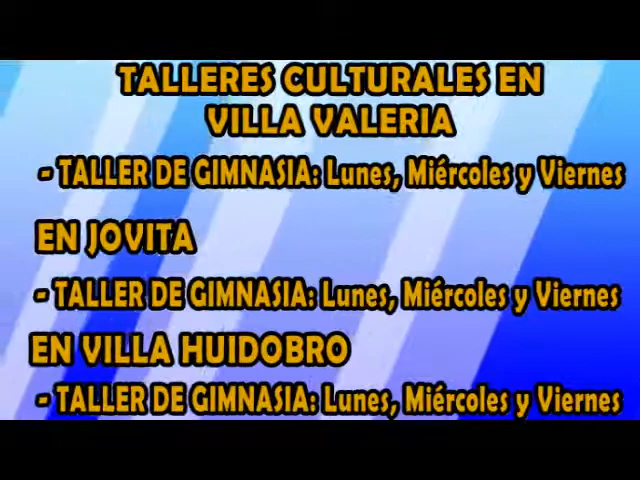 TALLERES CULTURALES EN
VILLA VALERIA
- TALLER DE GIMNASIA: Lunes, Miércoles y Viernes
EN JOVITA
- TALLER DE GIMNASIA: Lunes, Miércoles y Viernes
EN VILLA HUIDOBRO
- TALLER DE GIMNASIA: Lunes, Miércoles y Viernes